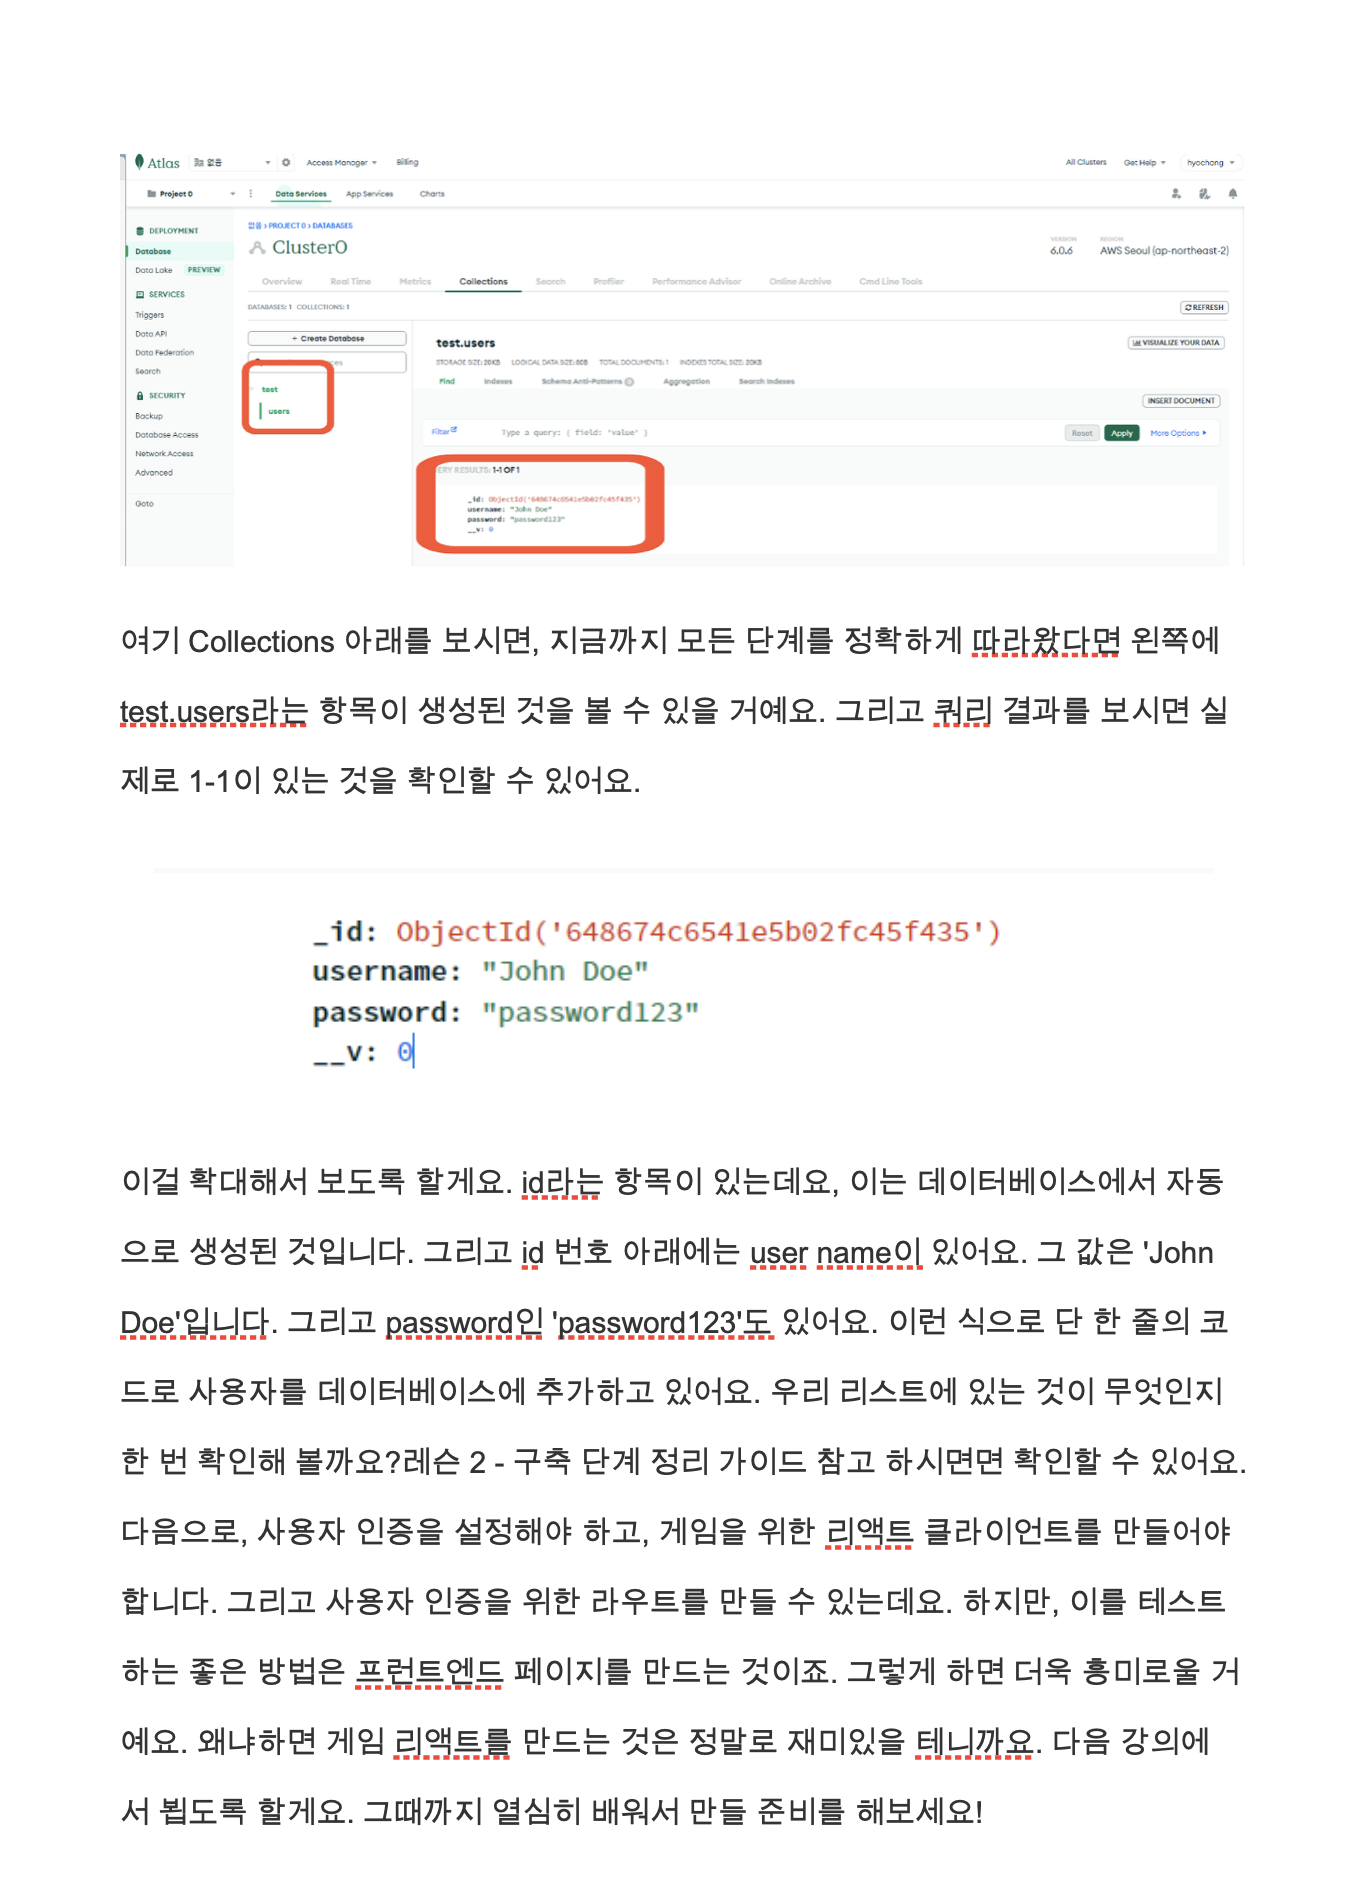 Atlas 없음 Access Manager Billing All Clusters Get Help hyochang
Project 0 Data Services App Services Charts
DEPLOYMENT
Database
Data Lake PREVIEW
SERVICES
Triggers
Data API
Data Federation
Search
SECURITY
Backup
Database Access
Network Access
Advanced
Goto
없음 > PROJECT 0 > DATABASES
Cluster0
VERSION
6.0.6
REGION
AWS Seoul (ap-northeast-2)
Overview Real Time Metrics Collections Search Profiler Performance Advisor Online Archive Cmd Line Tools
DATABASES: 1 COLLECTIONS: 1
REFRESH
+ Create Database
test
users
test.users
VISUALIZE YOUR DATA
STORAGE SIZE: 20KB LOGICAL DATA SIZE: 80B TOTAL DOCUMENTS: 1 INDEXES TOTAL SIZE: 20KB
Find Indexes Schema Anti-Patterns 0 Aggregation Search Indexes
INSERT DOCUMENT
Filter Type a query: { field: 'value' } Reset Apply More Options
ERY RESULTS: 1-1 OF 1
_id: ObjectId('648674c6541e5b02fc45f435')
username: "John Doe"
password: "password123"
__v: 0
여기 Collections 아래를 보시면, 지금까지 모든 단계를 정확하게 따라왔다면 왼쪽에
test.users라는 항목이 생성된 것을 볼 수 있을 거예요. 그리고 쿼리 결과를 보시면 실
제로 1-1이 있는 것을 확인할 수 있어요.
_id: ObjectId('648674c6541e5b02fc45f435')
username: "John Doe"
password: "password123"
__v: 0
이걸 확대해서 보도록 할게요. id라는 항목이 있는데요, 이는 데이터베이스에서 자동
으로 생성된 것입니다. 그리고 id 번호 아래에는 user name이 있어요. 그 값은 'John
Doe'입니다. 그리고 password인 'password123'도 있어요. 이런 식으로 단 한 줄의 코
드로 사용자를 데이터베이스에 추가하고 있어요. 우리 리스트에 있는 것이 무엇인지
한 번 확인해 볼까요?레슨 2 - 구축 단계 정리 가이드 참고 하시면면 확인할 수 있어요.
다음으로, 사용자 인증을 설정해야 하고, 게임을 위한 리액트 클라이언트를 만들어야
합니다. 그리고 사용자 인증을 위한 라우트를 만들 수 있는데요. 하지만, 이를 테스트
하는 좋은 방법은 프런트엔드 페이지를 만드는 것이죠. 그렇게 하면 더욱 흥미로울 거
예요. 왜냐하면 게임 리액트를 만드는 것은 정말로 재미있을 테니까요. 다음 강의에
서 뵙도록 할게요. 그때까지 열심히 배워서 만들 준비를 해보세요!